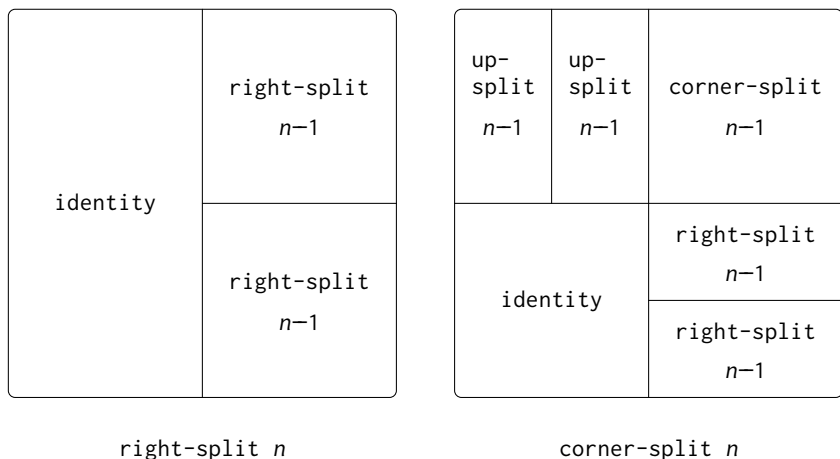 identity
right-split
n−1
right-split
n−1
right-split n
up-
split
n−1
up-
split
n−1
corner-split
n−1
identity
right-split
n−1
right-split
n−1
corner-split n